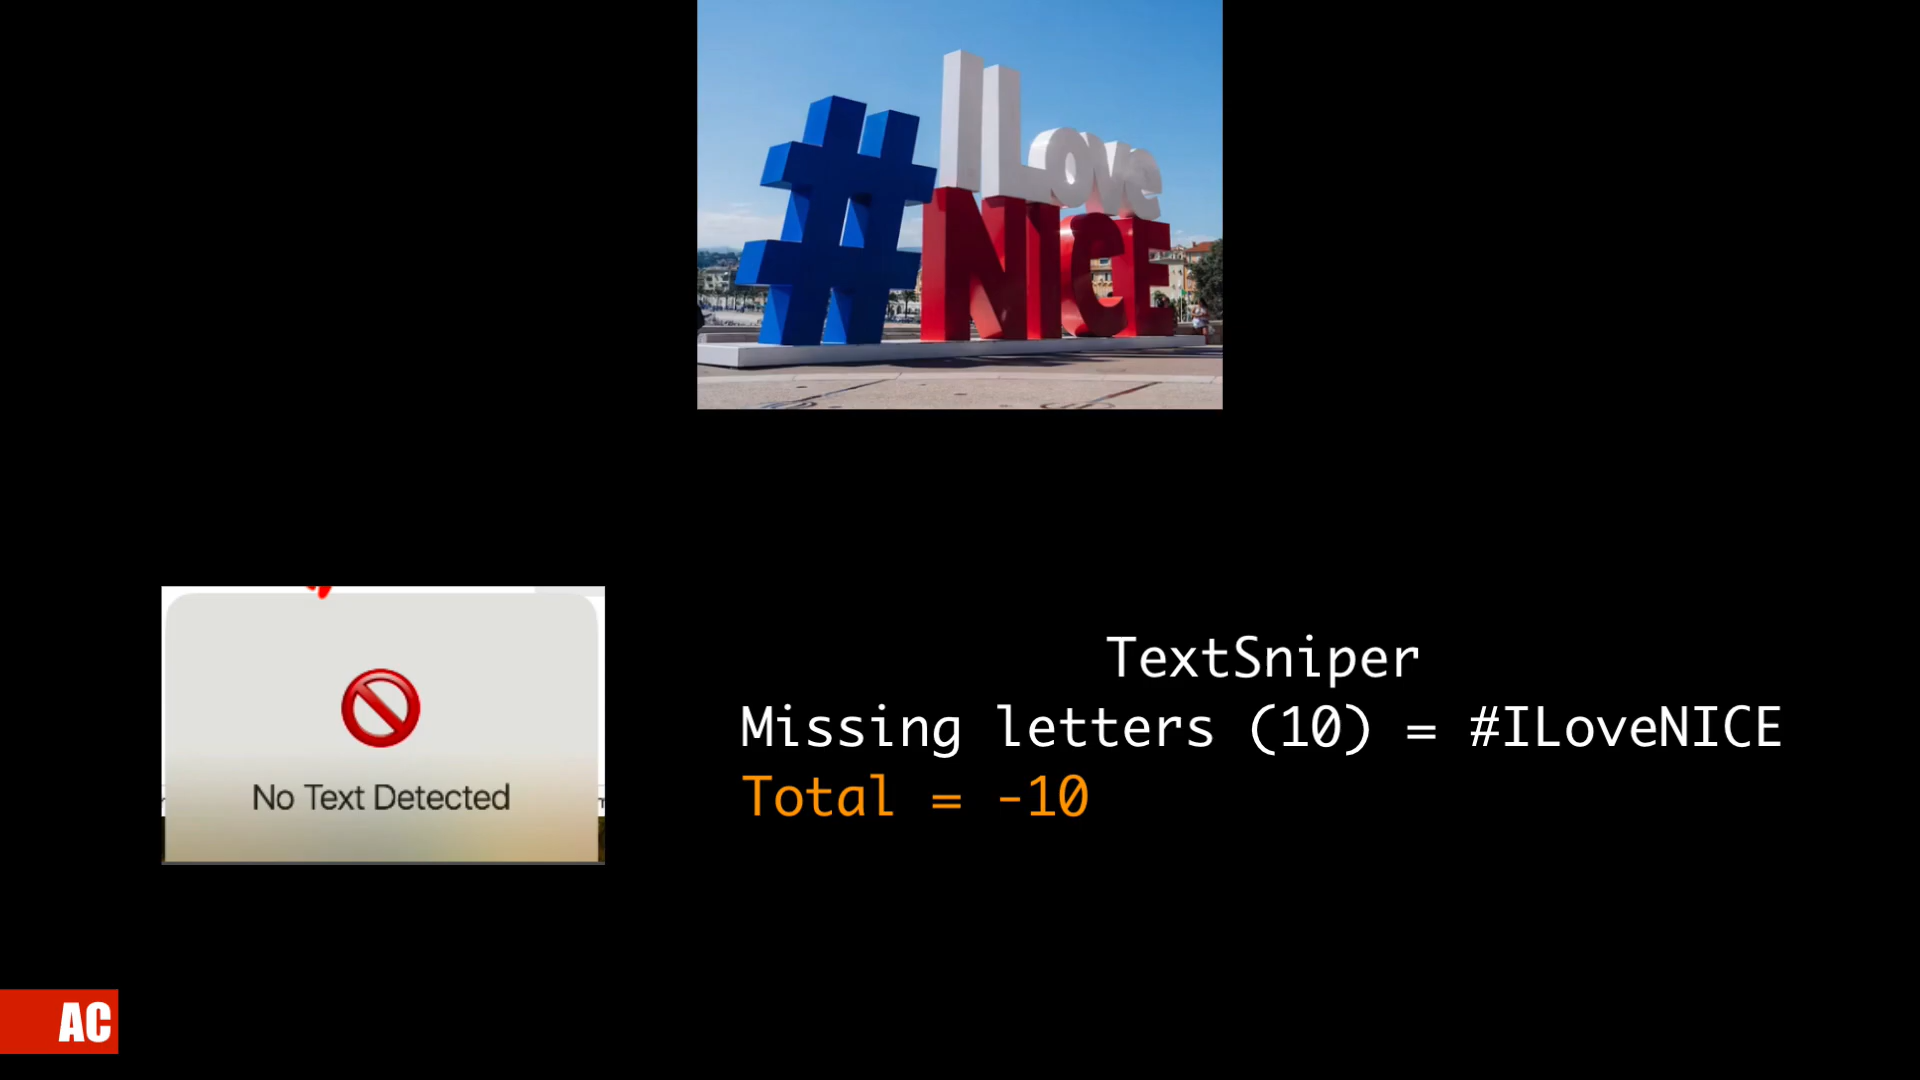 #ILove
NICE
No Text Detected
TextSniper
Missing letters (10) = #ILoveNICE
Total = -10
AC